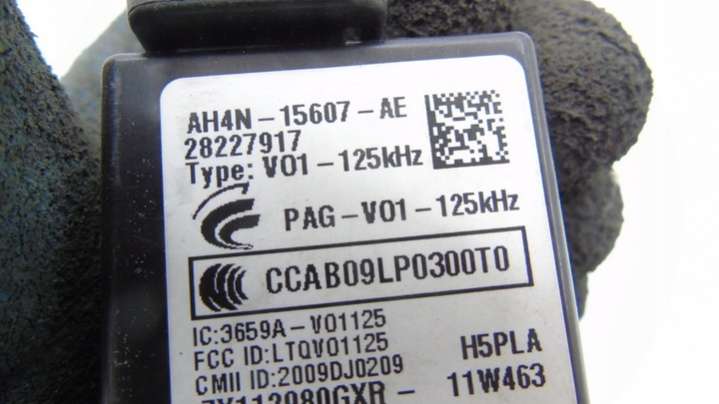 AH4N-15607-AE
28227917
Type: V01-125kHz
PAG-V01-125kHz
CCAB09LP0300T0
IC:3659A-V01125
FCC ID:LTQV01125
CMII ID:2009DJ0209
H5PLA
11W463